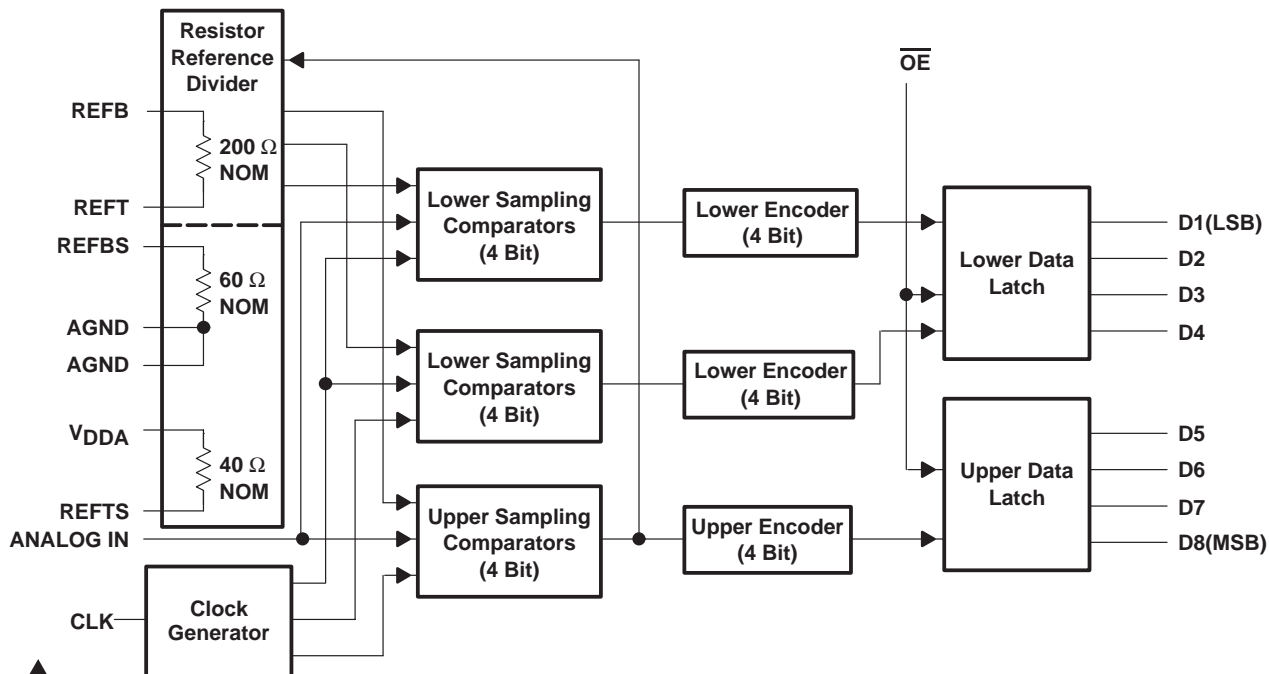 Resistor
Reference
Divider
OE
REFB
200 Ω
NOM
REFT
REFBS
60 Ω
NOM
AGND
AGND
VDDA
40 Ω
NOM
REFTS
ANALOG IN
CLK
Clock
Generator
Lower Sampling
Comparators
(4 Bit)
Lower Encoder
(4 Bit)
Lower Data
Latch
D1(LSB)
D2
D3
D4
Lower Sampling
Comparators
(4 Bit)
Lower Encoder
(4 Bit)
Upper Sampling
Comparators
(4 Bit)
Upper Encoder
(4 Bit)
Upper Data
Latch
D5
D6
D7
D8(MSB)